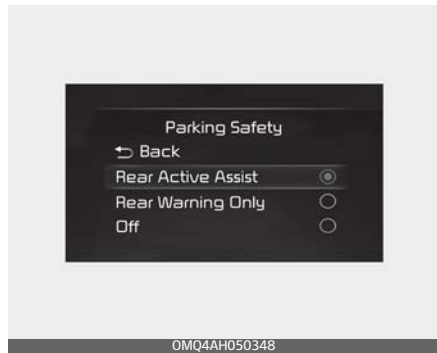 Parking Safety
Back
Rear Active Assist
Rear Warning Only
Off
OMQ4AH050348